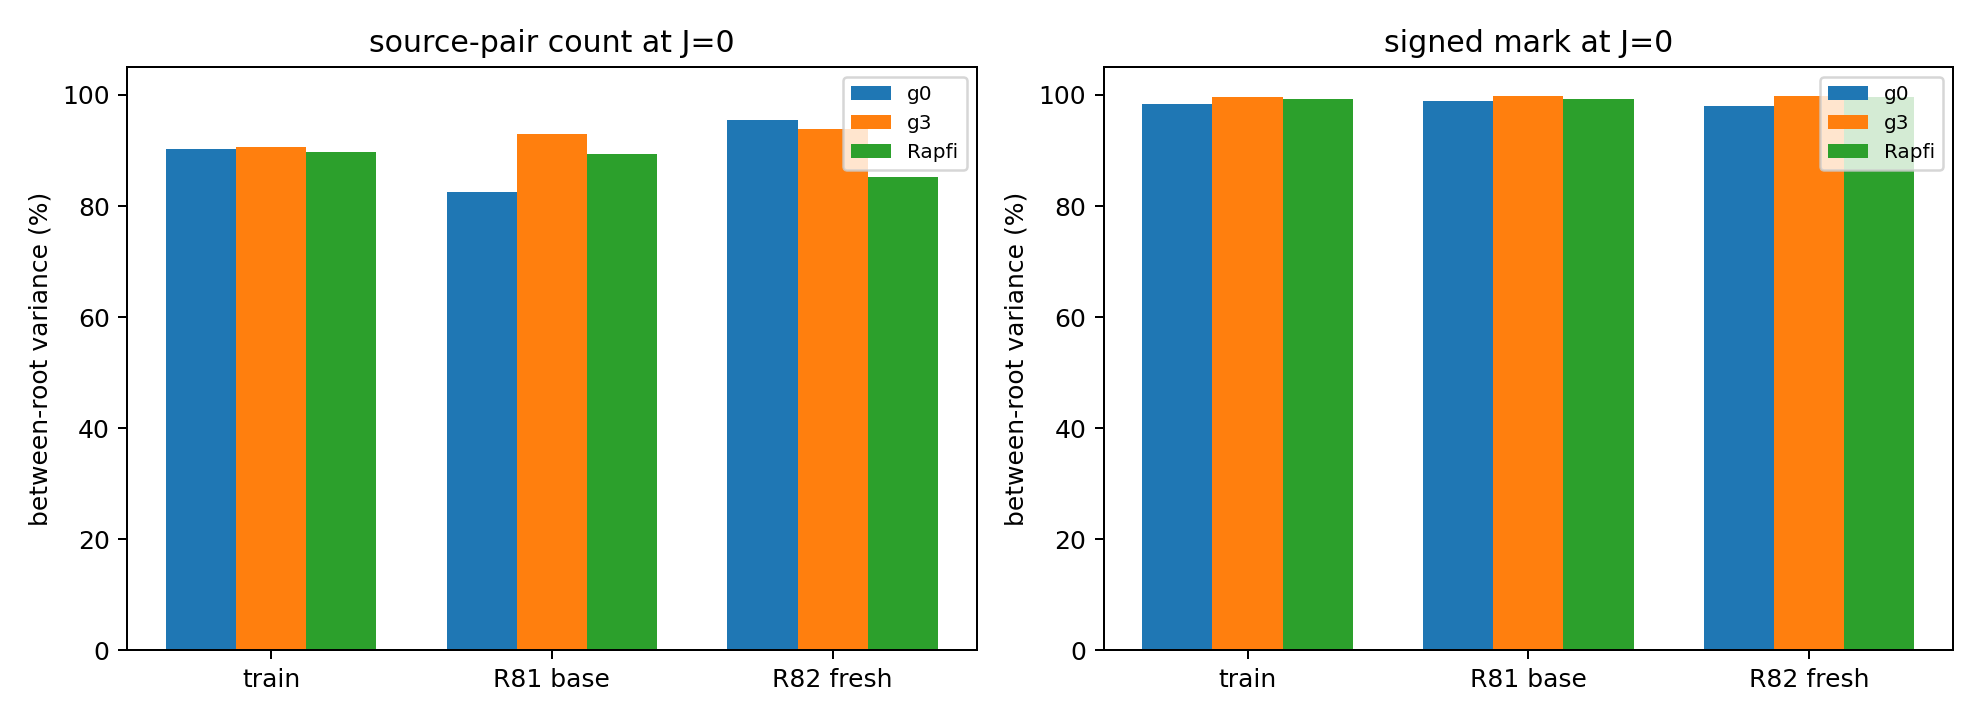 source-pair count at J=0
between-root variance (%)
100
80
60
40
20
0
g0
g3
Rapfi
train
R81 base
R82 fresh
signed mark at J=0
between-root variance (%)
100
80
60
40
20
0
g0
g3
Rapfi
train
R81 base
R82 fresh